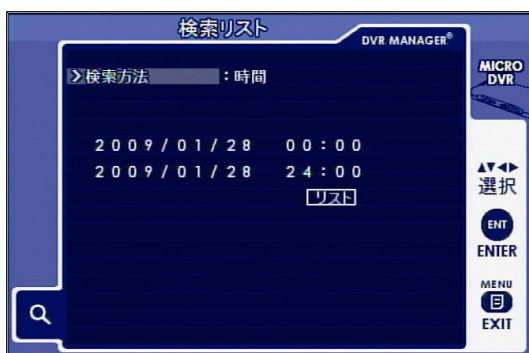 検索リスト
DVR MANAGER®
検索方法 :時間
2009/01/28 00:00
2009/01/28 24:00
リスト
MICRO
DVR
▲▼◀▶
選択
ENT
ENTER
MENU
EXIT